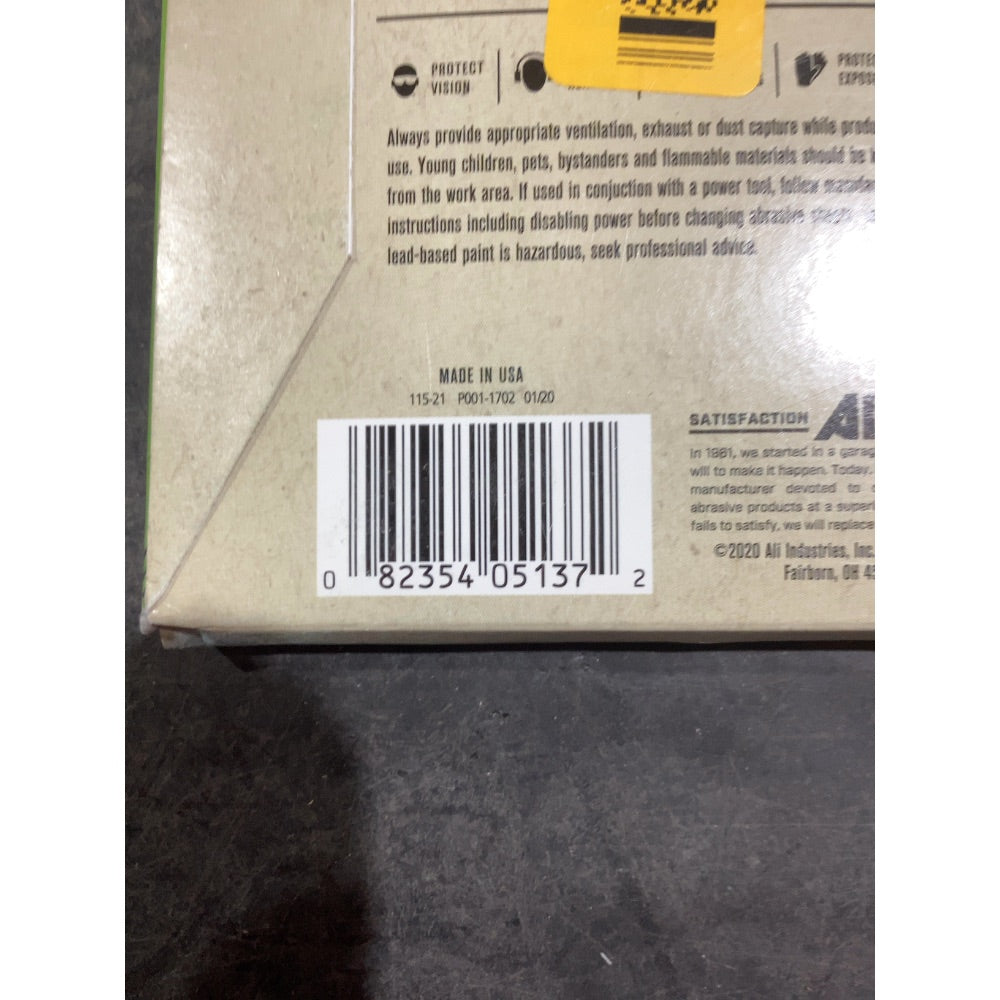 PROTECT
VISION
Always provide appropriate ventilation, exhaust or dust capture while
use. Young children, pets, bystanders and flammable materials should be
from the work area. If used in conjuction with a power tool, follow
instructions including disabling power before changing abrasive
lead-based paint is hazardous, seek professional advice.
MADE IN USA
115-21 P001-1702 01/20
0 82354 05137 2
SATISFACTION
In 1981, we started in a
will to make it happen. Today,
manufacturer devoted to
abrasive products at a
fails to satisfy, we will replace
©2020 Ali Industries, Inc.
Fairborn, OH